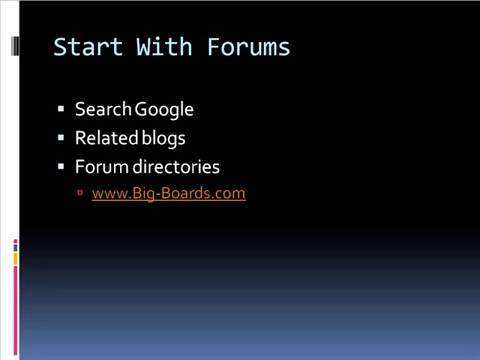 Start With Forums
Search Google
Related blogs
Forum directories
www.Big-Boards.com